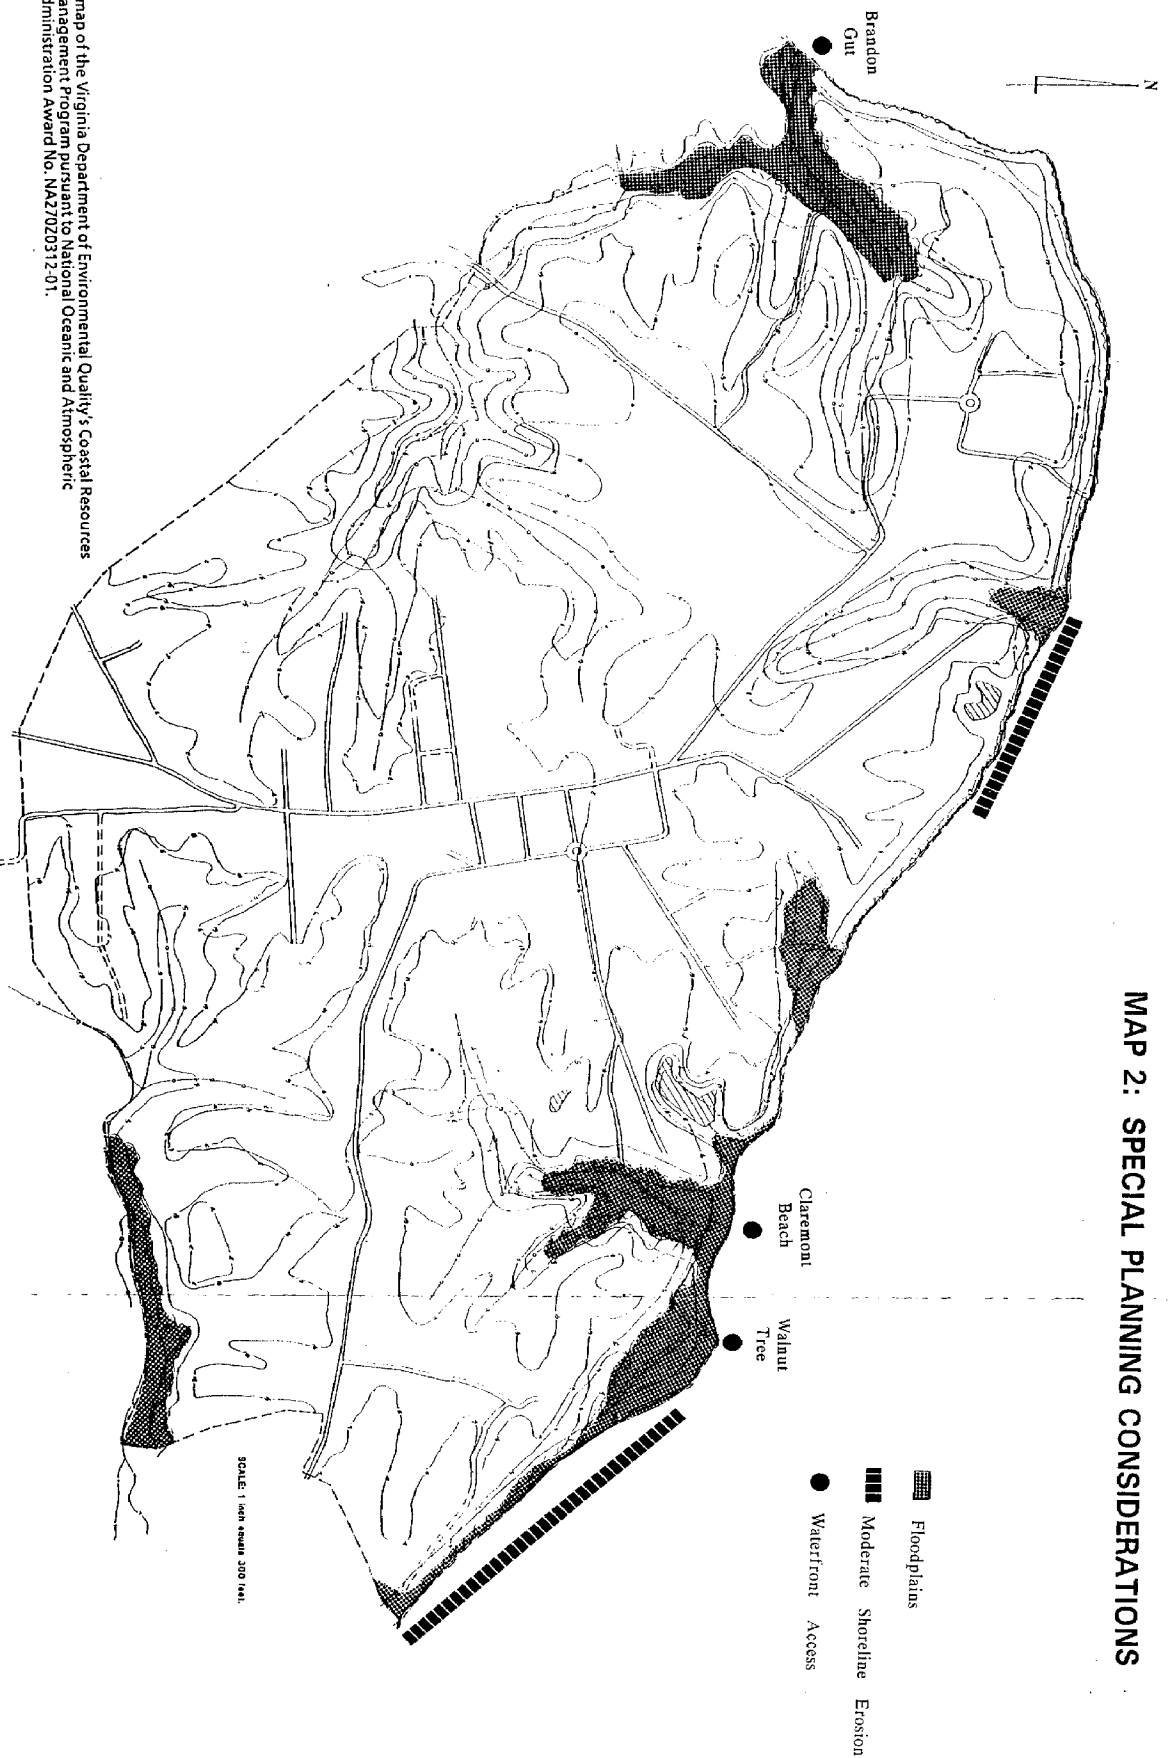 MAP 2: SPECIAL PLANNING CONSIDERATIONS
N
Brandon
Gut
Claremont
Beach
Walnut
Tree
Floodplains
Moderate Shoreline Erosion
Waterfront Access
SCALE: 1 inch equals 300 feet.
map of the Virginia Department of Environmental Quality's Coastal Resources
anagement Program pursuant to National Oceanic and Atmospheric
dministration Award No. NA27020312-01.